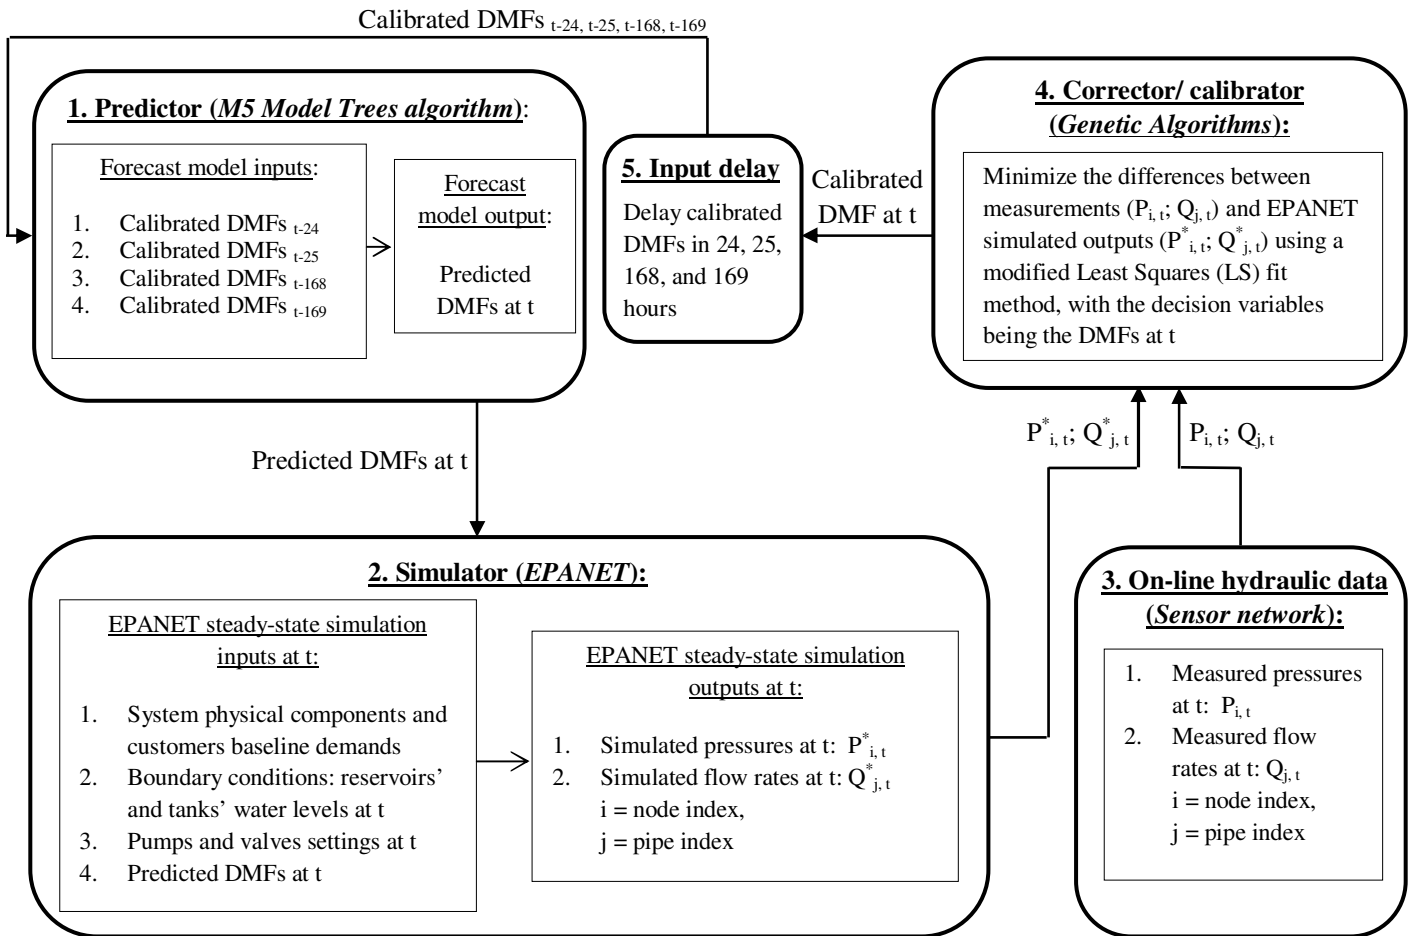 Calibrated DMFs t-24, t-25, t-168, t-169
1. Predictor (M5 Model Trees algorithm):
Forecast model inputs:
1. Calibrated DMFs t-24
2. Calibrated DMFs t-25
3. Calibrated DMFs t-168
4. Calibrated DMFs t-169
Forecast
model output:
Predicted
DMFs at t
5. Input delay
Delay calibrated
DMFs in 24, 25,
168, and 169
hours
Calibrated
DMF at t
4. Corrector/ calibrator
(Genetic Algorithms):
Minimize the differences between
measurements (P i, t; Q j, t) and EPANET
simulated outputs (P* i, t; Q* j, t) using a
modified Least Squares (LS) fit
method, with the decision variables
being the DMFs at t
P* i, t; Q* j, t
P i, t; Q j, t
Predicted DMFs at t
2. Simulator (EPANET):
EPANET steady-state simulation
inputs at t:
1. System physical components and
customers baseline demands
2. Boundary conditions: reservoirs’
and tanks’ water levels at t
3. Pumps and valves settings at t
4. Predicted DMFs at t
EPANET steady-state simulation
outputs at t:
1. Simulated pressures at t: P* i, t
2. Simulated flow rates at t: Q* j, t
i = node index,
j = pipe index
3. On-line hydraulic data
(Sensor network):
1. Measured pressures
at t: P i, t
2. Measured flow
rates at t: Q j, t
i = node index,
j = pipe index